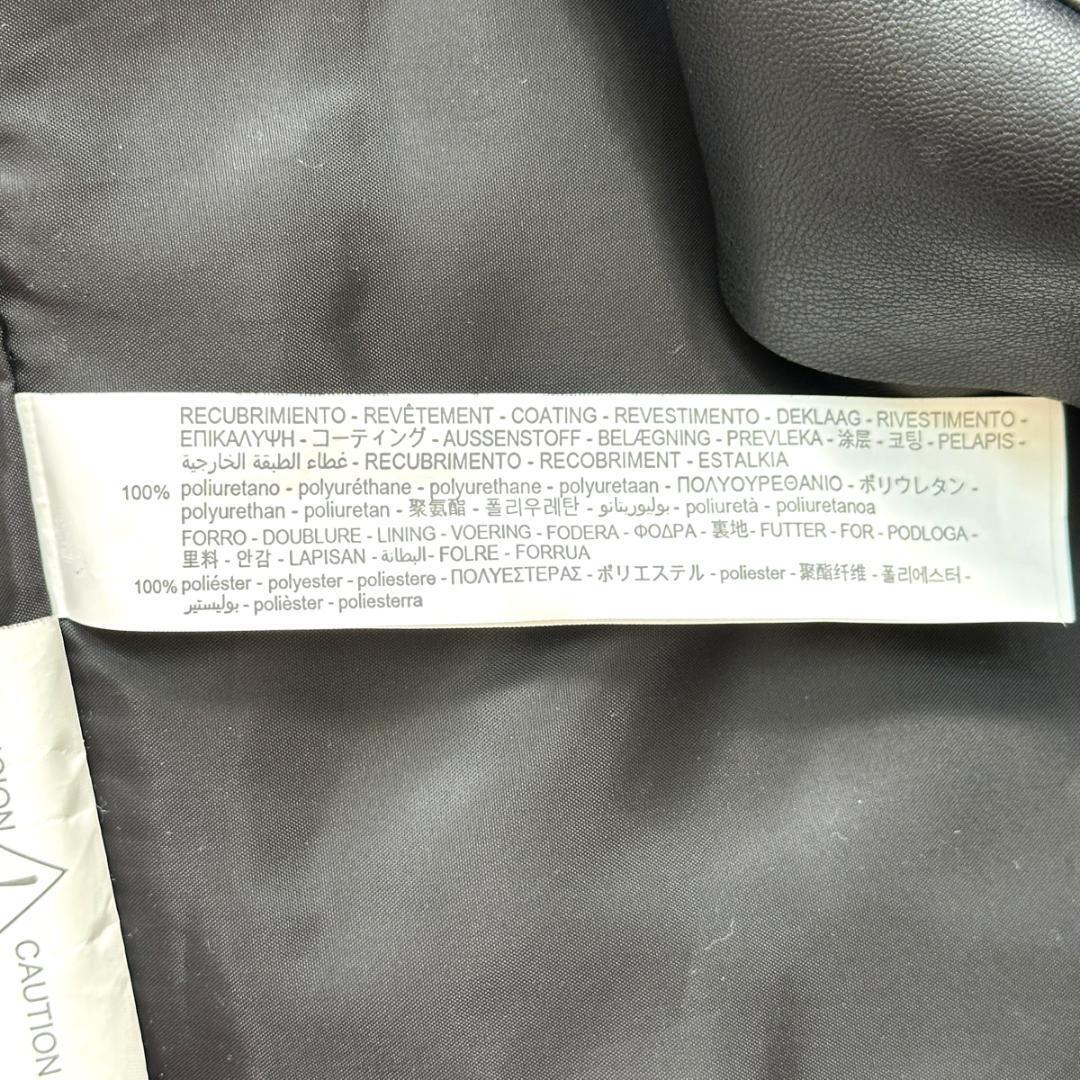 RECUBRIMIENTO - REVÊTEMENT - COATING - REVESTIMENTO - DEKLAAG - RIVESTIMENTO -
ΕΠΙΚΑΛΥΨΗ - コーティング - AUSSENSTOFF - BELÆGNING - PREVLEKA - 涂层 - 코팅 - PELAPIS -
غطاء الطبقة الخارجية - RECUBRIMENTO - RECOBRIMENT - ESTALKIA
100% poliuretano - polyuréthane - polyurethane - polyuretaan - ΠΟΛΥΟΥΡΕΘΑΝΙΟ - ポリウレタン -
polyurethan - poliuretan - 聚氨酯 - 폴리우레탄 - بوليوريتانو - poliuretà - poliuretanoa
FORRO - DOUBLURE - LINING - VOERING - FODERA - ΦΟΔΡΑ - 裏地 - FUTTER - FOR - PODLOGA -
里料 - 안감 - LAPISAN - البطانة - FOLRE - FORRUA
100% poliéster - polyester - poliestere - ΠΟΛΥΕΣΤΕΡΑΣ - ポリエステル - poliester - 聚酯纤维 - 폴리에스터 -
بوليستير - polièster - poliesterra
CAUTION